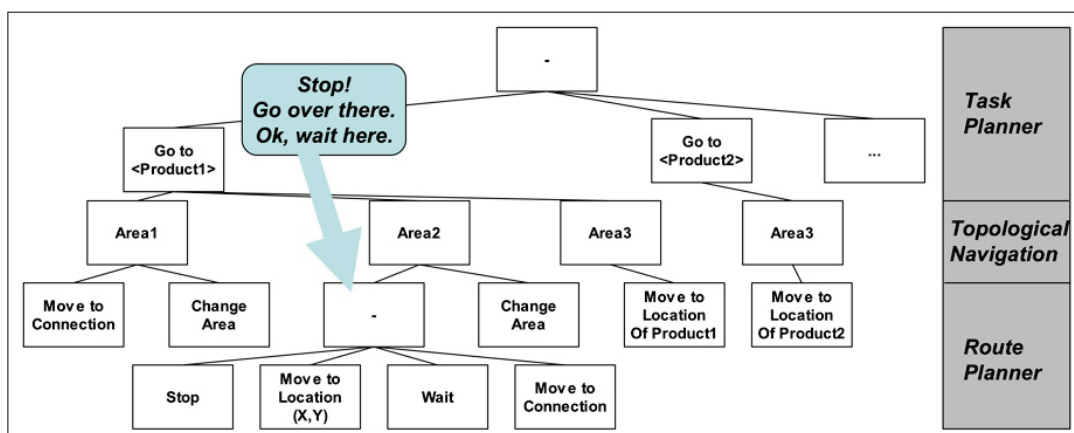 -
Stop!
Go over there.
Ok, wait here.
Task
Planner
Go to
<Product1>
Go to
<Product2>
...
Area1
Area2
Area3
Area3
Topological
Navigation
Move to
Connection
Change
Area
-
Change
Area
Move to
Location
Of Product1
Move to
Location
Of Product2
Route
Planner
Stop
Move to
Location
(X,Y)
Wait
Move to
Connection